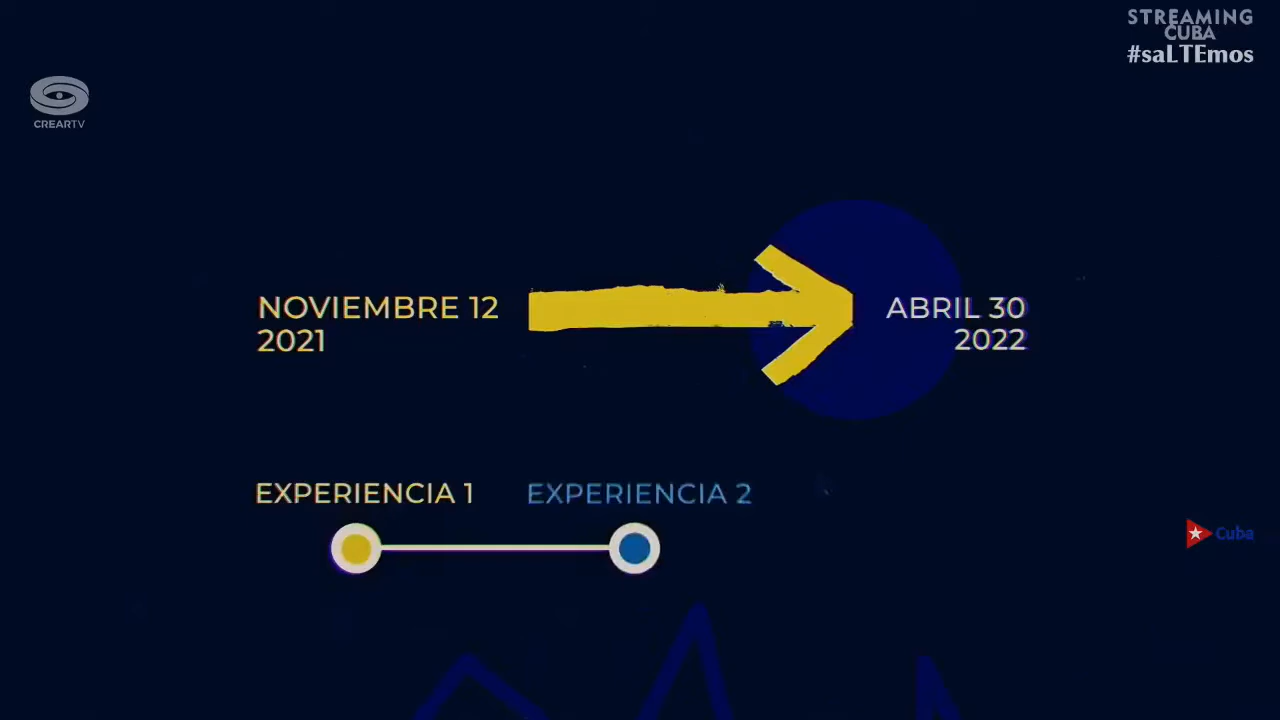 STREAMING
CUBA
#saLTEmos
CREARTV
NOVIEMBRE 12
2021
ABRIL 30
2022
EXPERIENCIA 1
EXPERIENCIA 2
Cuba